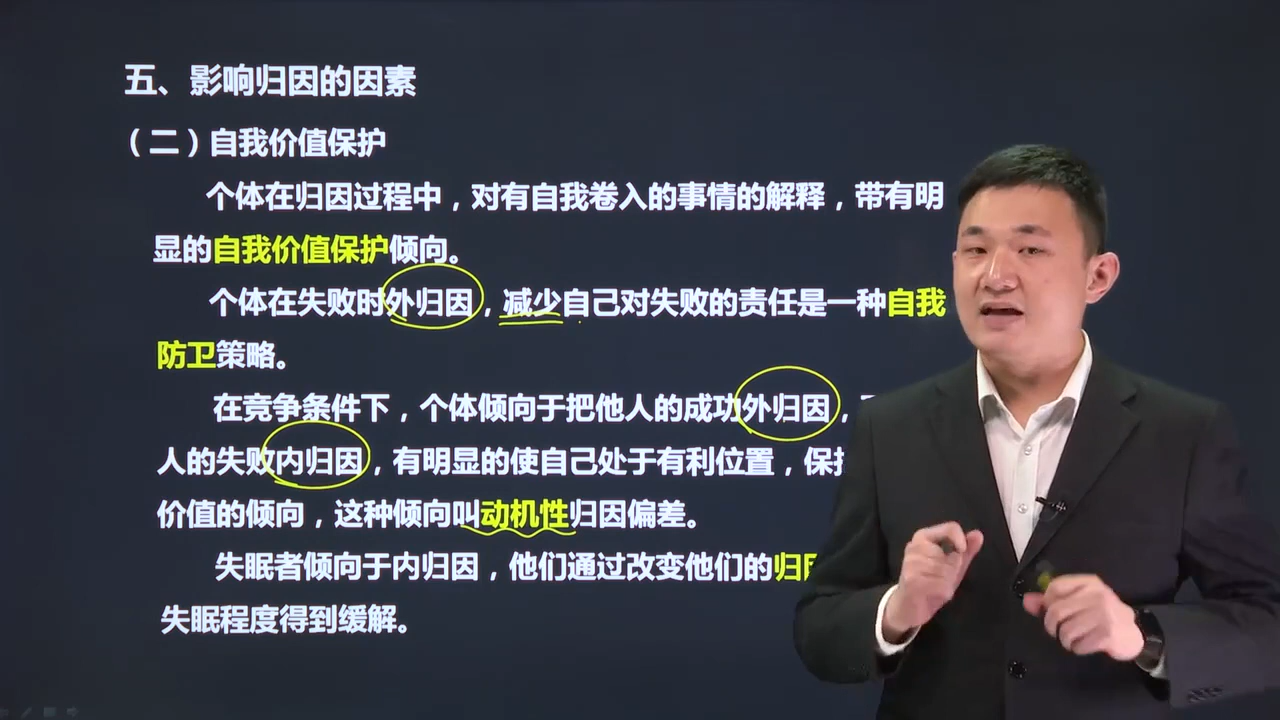 五、影响归因的因素
（二）自我价值保护
个体在归因过程中，对有自我卷入的事情的解释，带有明
显的自我价值保护倾向。
个体在失败时外归因，减少自己对失败的责任是一种自我
防卫策略。
在竞争条件下，个体倾向于把他人的成功外归因，
人的失败内归因，有明显的使自己处于有利位置，保
价值的倾向，这种倾向叫动机性归因偏差。
失眠者倾向于内归因，他们通过改变他们的归
失眠程度得到缓解。